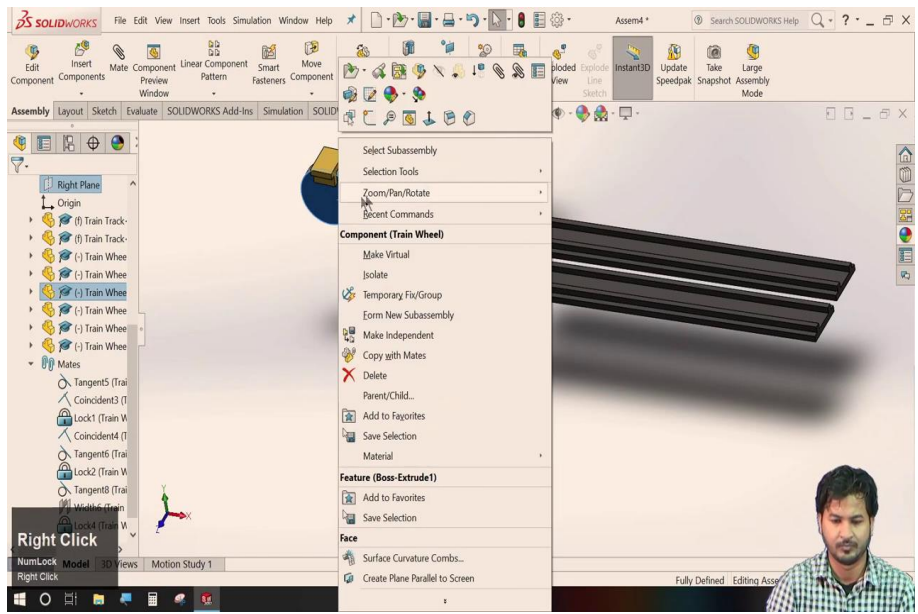 DS SOLIDWORKS File Edit View Insert Tools Simulation Window Help Assem4 * Search SOLIDWORKS Help
Edit Component
Insert Components
Mate
Component Preview Window
Linear Component Pattern
Smart Fasteners
Move Component
ploded View
Explode Line Sketch
Instant3D
Update Speedpak
Take Snapshot
Large Assembly Mode
Assembly Layout Sketch Evaluate SOLIDWORKS Add-Ins Simulation SOLID
Right Plane
Origin
(f) Train Track-
(f) Train Track-
(-) Train Whee
(-) Train Whee
(-) Train Whee
(-) Train Whee
(-) Train Whee
(-) Train Whee
Mates
Tangent5 (Trai
Coincident3 (T
Lock1 (Train W
Coincident4 (T
Tangent6 (Trai
Lock2 (Train W
Tangent8 (Trai
Width6 (Train
Lock4 (Train W
Select Subassembly
Selection Tools
Zoom/Pan/Rotate
Recent Commands
Component (Train Wheel)
Make Virtual
Isolate
Temporary Fix/Group
Form New Subassembly
Make Independent
Copy with Mates
Delete
Parent/Child...
Add to Favorites
Save Selection
Material
Feature (Boss-Extrude1)
Add to Favorites
Save Selection
Face
Surface Curvature Combs...
Create Plane Parallel to Screen
Y
X
Z
Right Click
NumLock
Right Click
Model 3D Views Motion Study 1
Fully Defined Editing Asse